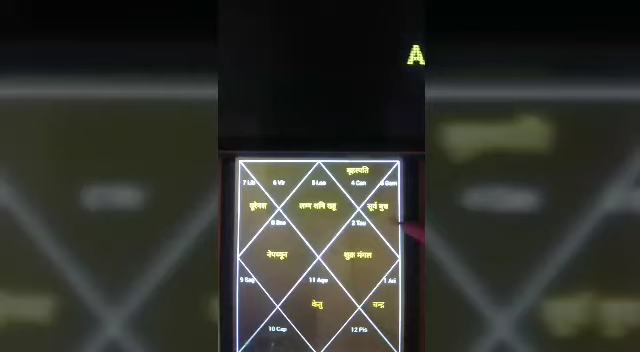 A
बृहस्पति
7 Lib 6 Vir 5 Leo 4 Can 3 Gem
यूरेनस लग्न शनि राहू सूर्य बुध
8 Sco 2 Tau
नेपच्यून शुक्र मंगल
9 Sag 11 Aqu 1 Ari
केतु चन्द्र
10 Cap 12 Pis